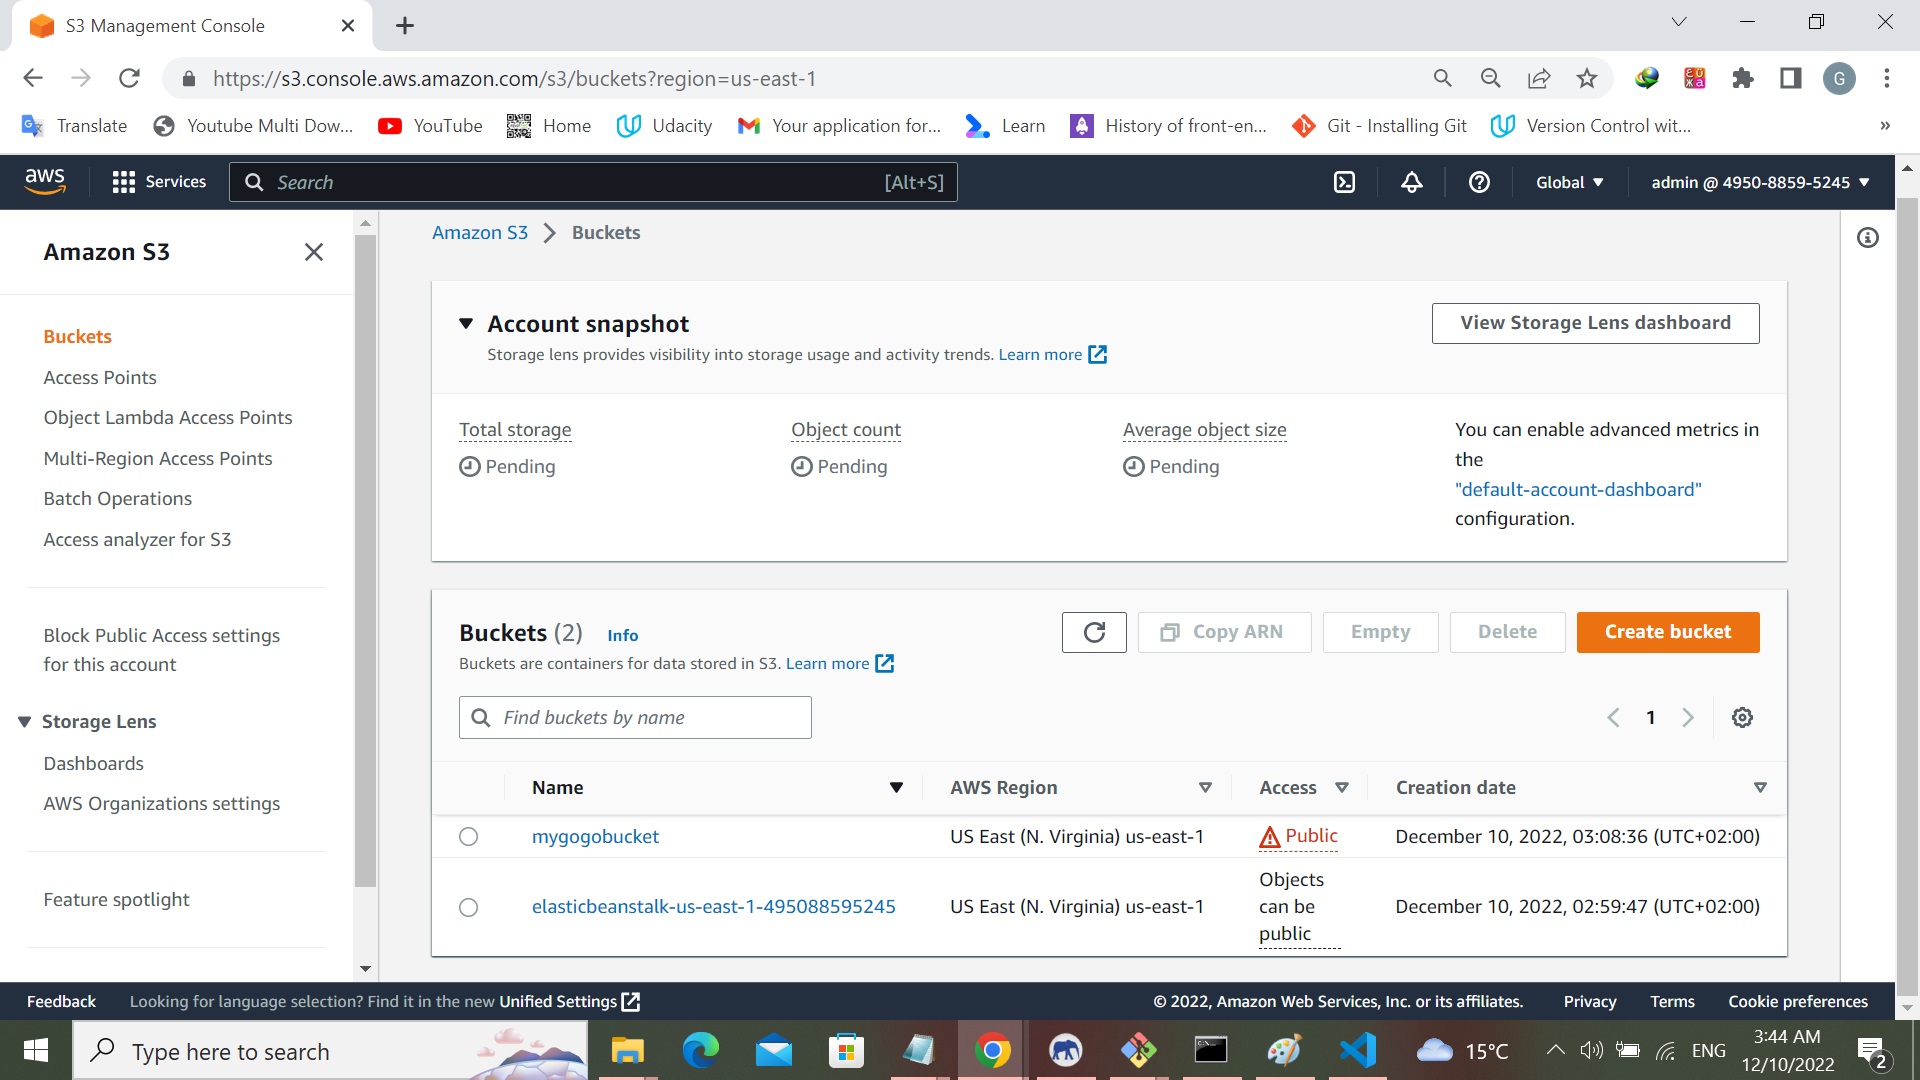 S3 Management Console
https://s3.console.aws.amazon.com/s3/buckets?region=us-east-1
G
Translate
Youtube Multi Dow...
YouTube
Home
Udacity
Your application for...
Learn
History of front-en...
Git - Installing Git
Version Control wit...
»
aws
Services
Search
[Alt+S]
Global
admin @ 4950-8859-5245
Amazon S3
Buckets
Access Points
Object Lambda Access Points
Multi-Region Access Points
Batch Operations
Access analyzer for S3
Block Public Access settings
for this account
Storage Lens
Dashboards
AWS Organizations settings
Feature spotlight
Amazon S3 > Buckets
Account snapshot
Storage lens provides visibility into storage usage and activity trends. Learn more
View Storage Lens dashboard
Total storage
Pending
Object count
Pending
Average object size
Pending
You can enable advanced metrics in
the
"default-account-dashboard"
configuration.
Buckets (2) Info
Buckets are containers for data stored in S3. Learn more
Copy ARN
Empty
Delete
Create bucket
Find buckets by name
1
Name AWS Region Access Creation date
mygogobucket US East (N. Virginia) us-east-1 Public December 10, 2022, 03:08:36 (UTC+02:00)
elasticbeanstalk-us-east-1-495088595245 US East (N. Virginia) us-east-1 Objects
can be
public
December 10, 2022, 02:59:47 (UTC+02:00)
Feedback
Looking for language selection? Find it in the new Unified Settings
© 2022, Amazon Web Services, Inc. or its affiliates.
Privacy
Terms
Cookie preferences
Type here to search
15°C
ENG
3:44 AM
12/10/2022
2